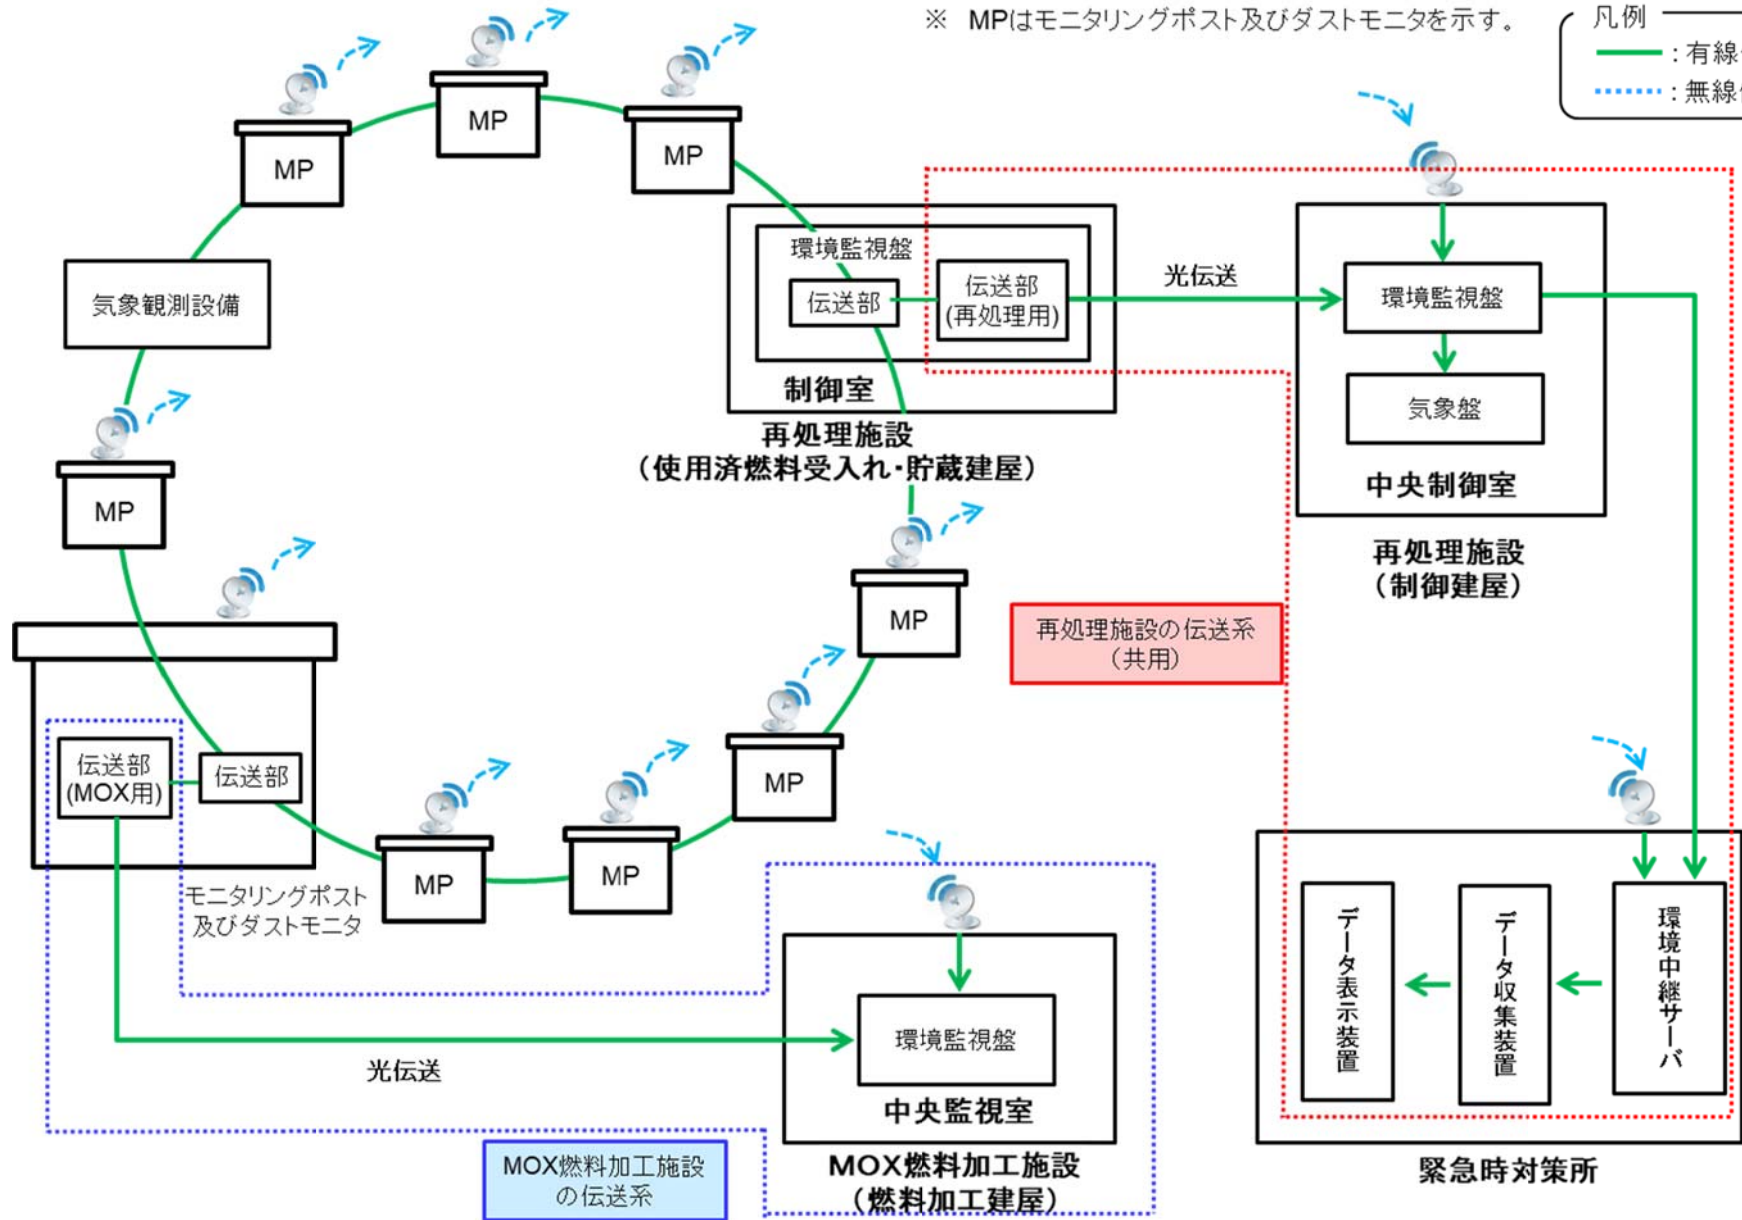 ※ MPはモニタリングポスト及びダストモニタを示す。
凡例
：有線
：無線
MP
MP
MP
環境監視盤
伝送部
伝送部
(再処理用)
光伝送
環境監視盤
気象観測設備
制御室
気象盤
再処理施設
（使用済燃料受入れ・貯蔵建屋）
中央制御室
MP
再処理施設
（制御建屋）
MP
再処理施設の伝送系
（共用）
伝送部
(MOX用)
伝送部
MP
MP
MP
モニタリングポスト
及びダストモニタ
データ表示装置
データ収集装置
環境中継サーバ
環境監視盤
光伝送
中央監視室
MOX燃料加工施設
の伝送系
MOX燃料加工施設
（燃料加工建屋）
緊急時対策所